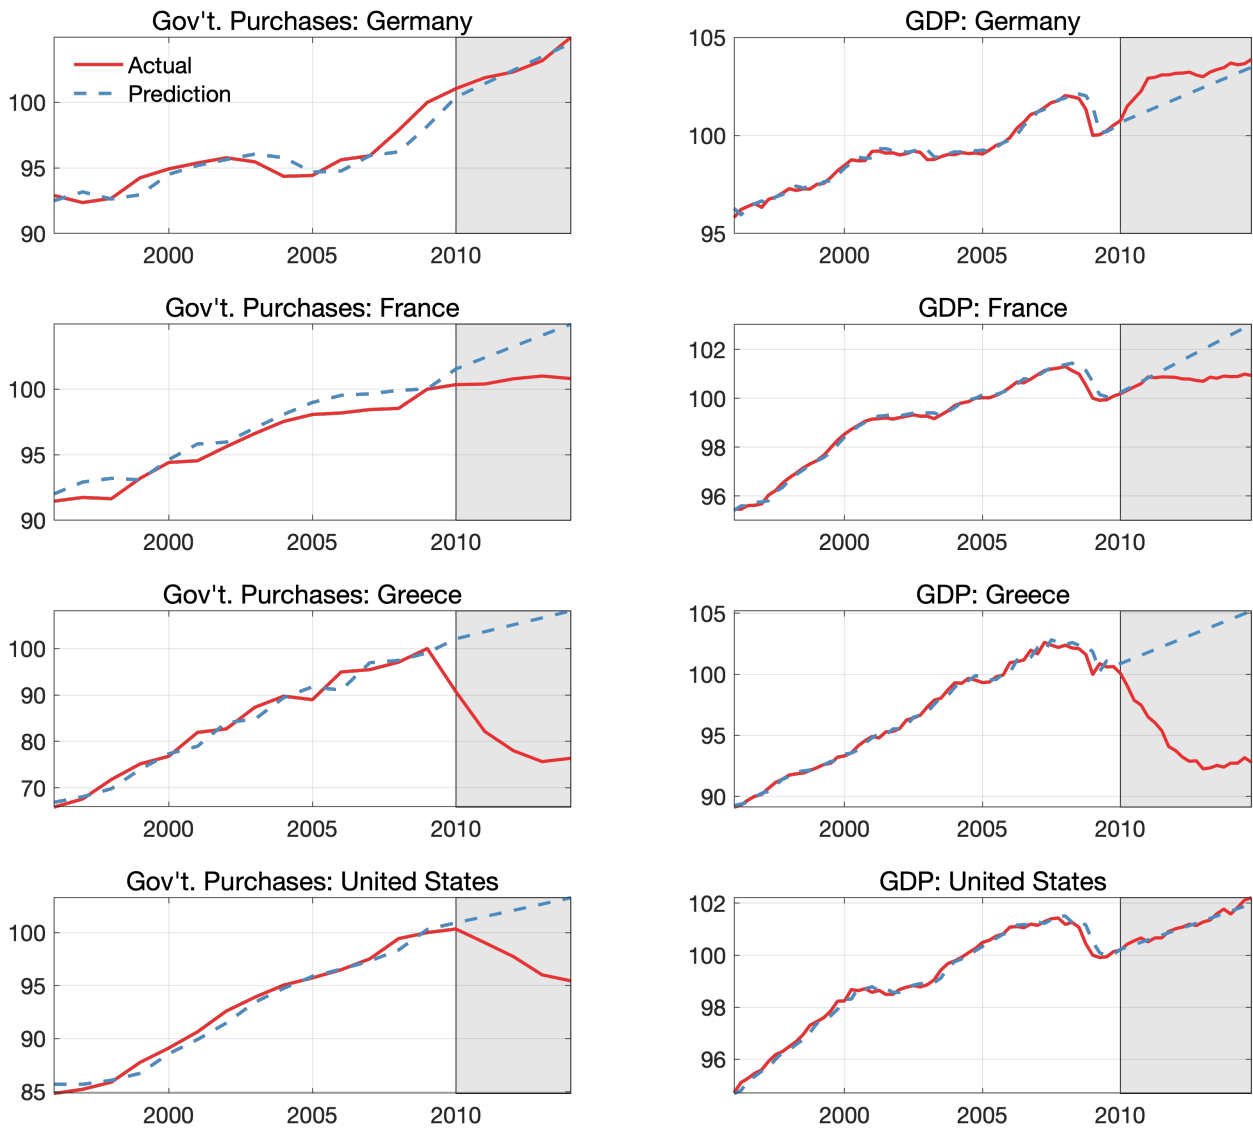 Gov't. Purchases: Germany
Actual
Prediction
100
95
90
2000 2005 2010
GDP: Germany
105
100
95
2000 2005 2010
Gov't. Purchases: France
100
95
90
2000 2005 2010
GDP: France
102
100
98
96
2000 2005 2010
Gov't. Purchases: Greece
100
90
80
70
2000 2005 2010
GDP: Greece
105
100
95
90
2000 2005 2010
Gov't. Purchases: United States
100
95
90
85
2000 2005 2010
GDP: United States
102
100
98
96
2000 2005 2010